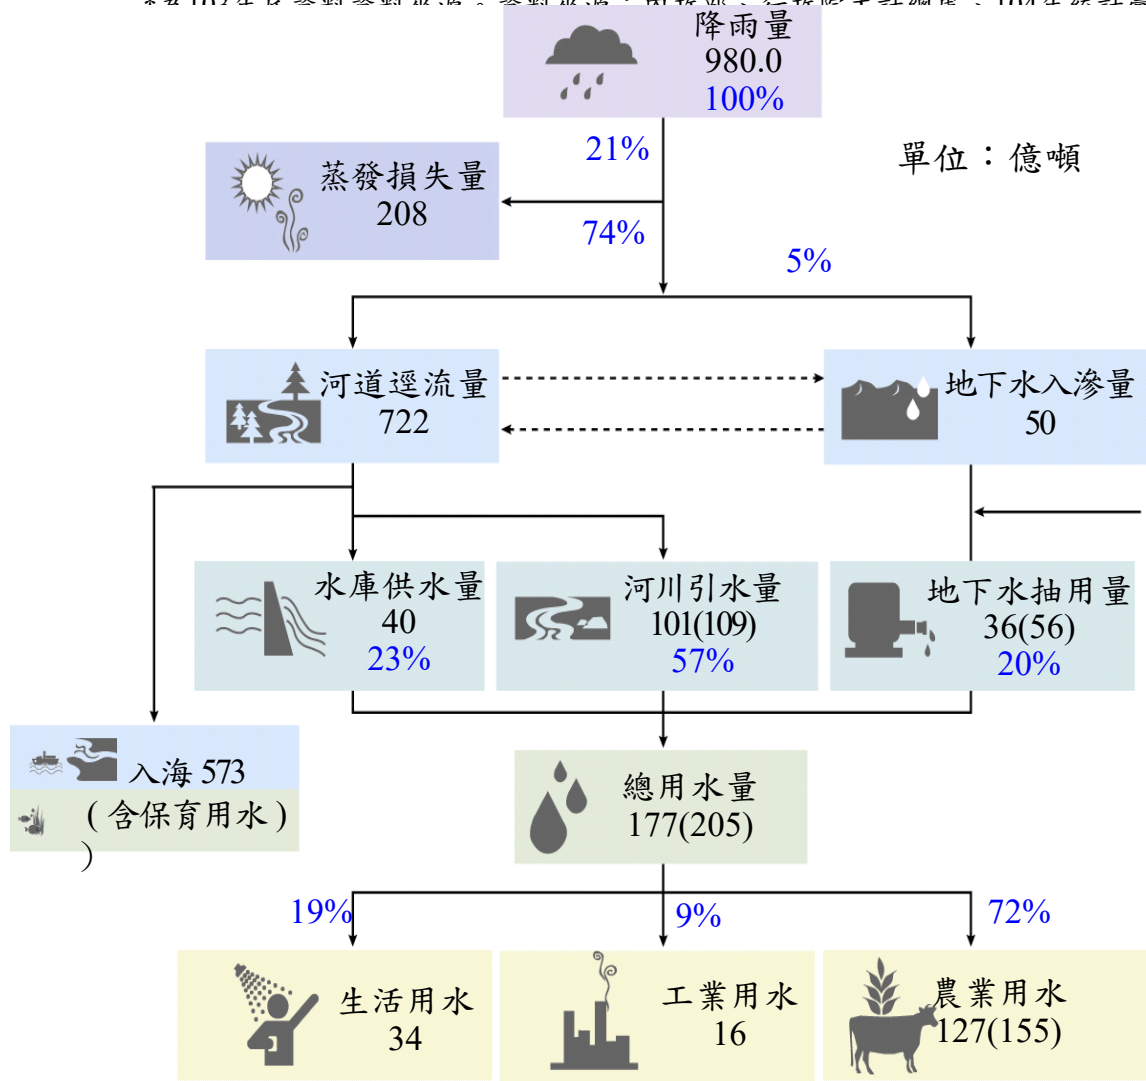 降雨量
980.0
100%
21%
單位：億噸
蒸發損失量
208
74%
5%
河道逕流量
722
地下水入滲量
50
水庫供水量
40
23%
河川引水量
101(109)
57%
地下水抽用量
36(56)
20%
入海 573
(含保育用水)
)
總用水量
177(205)
19%
9%
72%
生活用水
34
工業用水
16
農業用水
127(155)